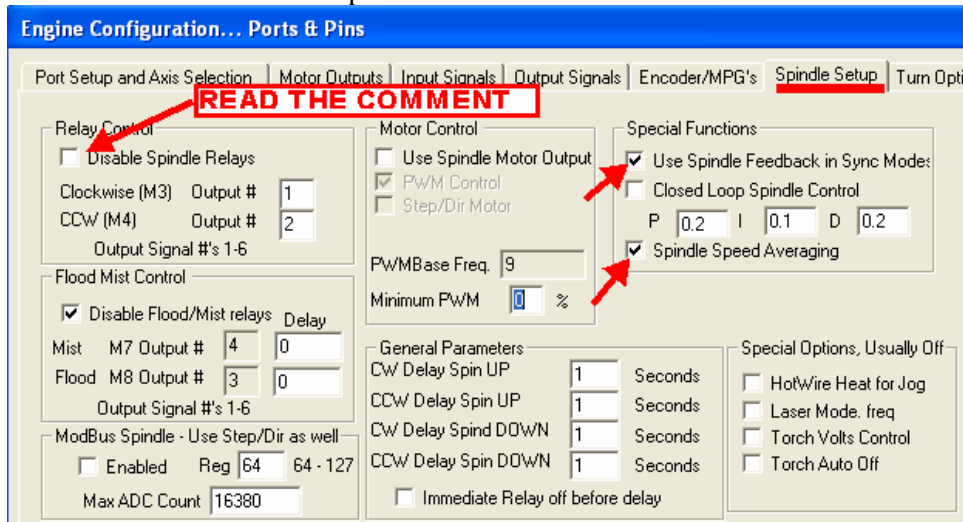 Engine Configuration... Ports & Pins
Port Setup and Axis Selection Motor Outputs Input Signals Output Signals Encoder/MPG's Spindle Setup Turn Opti
READ THE COMMENT
Relay Control
Disable Spindle Relays
Clockwise (M3) Output # 1
CCW (M4) Output # 2
Output Signal #'s 1-6
Flood Mist Control
Disable Flood/Mist relays Delay
Mist M7 Output # 4 0
Flood M8 Output # 3 0
Output Signal #'s 1-6
ModBus Spindle - Use Step/Dir as well
Enabled Reg 64 64 - 127
Max ADC Count 16380
Motor Control
Use Spindle Motor Output
PWM Control
Step/Dir Motor
PWMBase Freq. 9
Minimum PWM 0 %
General Parameters
CW Delay Spin UP 1 Seconds
CCW Delay Spin UP 1 Seconds
CW Delay Spind DOWN 1 Seconds
CCW Delay Spin DOWN 1 Seconds
Immediate Relay off before delay
Special Functions
Use Spindle Feedback in Sync Modes
Closed Loop Spindle Control
P 0.2 I 0.1 D 0.2
Spindle Speed Averaging
Special Options, Usually Off
HotWire Heat for Jog
Laser Mode. freq
Torch Volts Control
Torch Auto Off